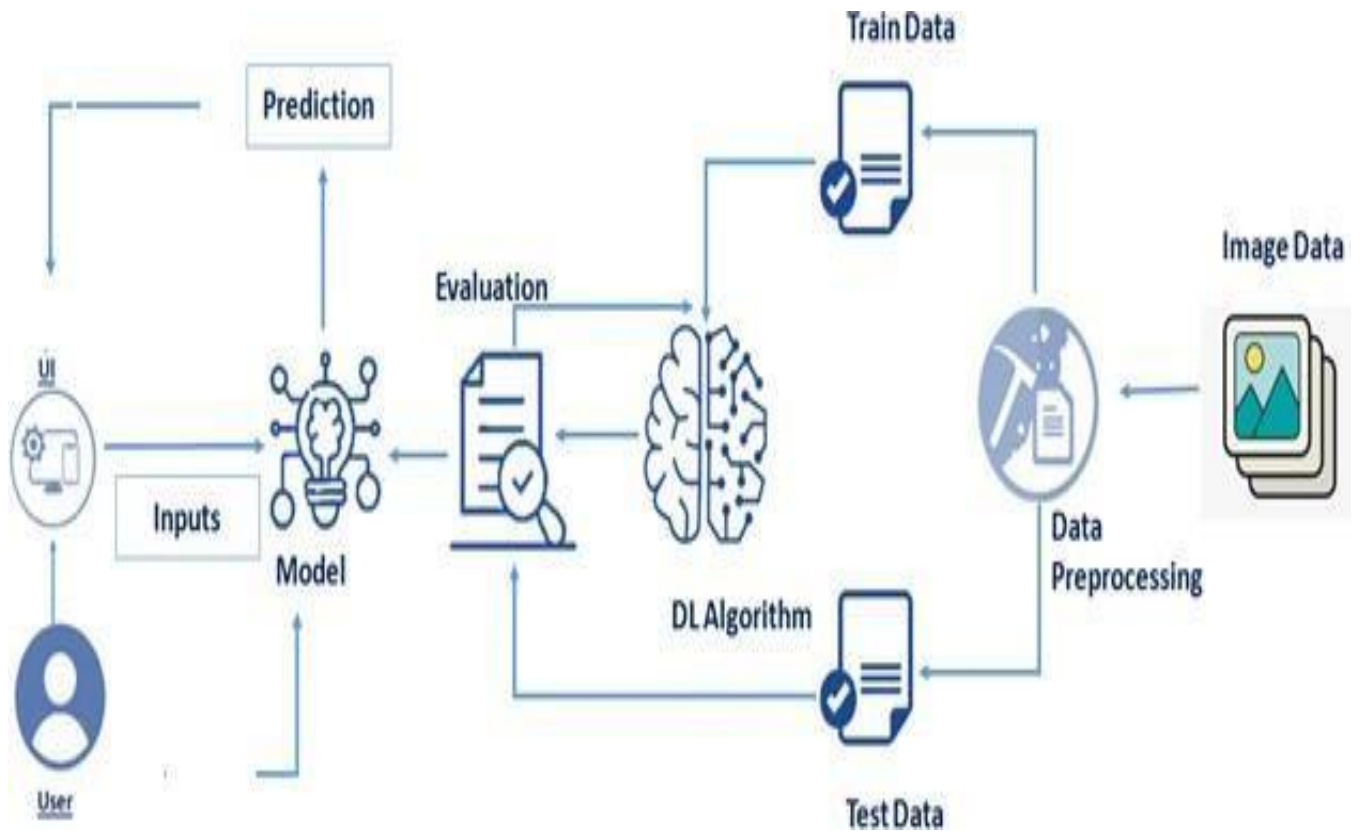 Train Data
Prediction
Image Data
Evaluation
UI
Inputs
Data
Preprocessing
Model
DL Algorithm
User
Test Data